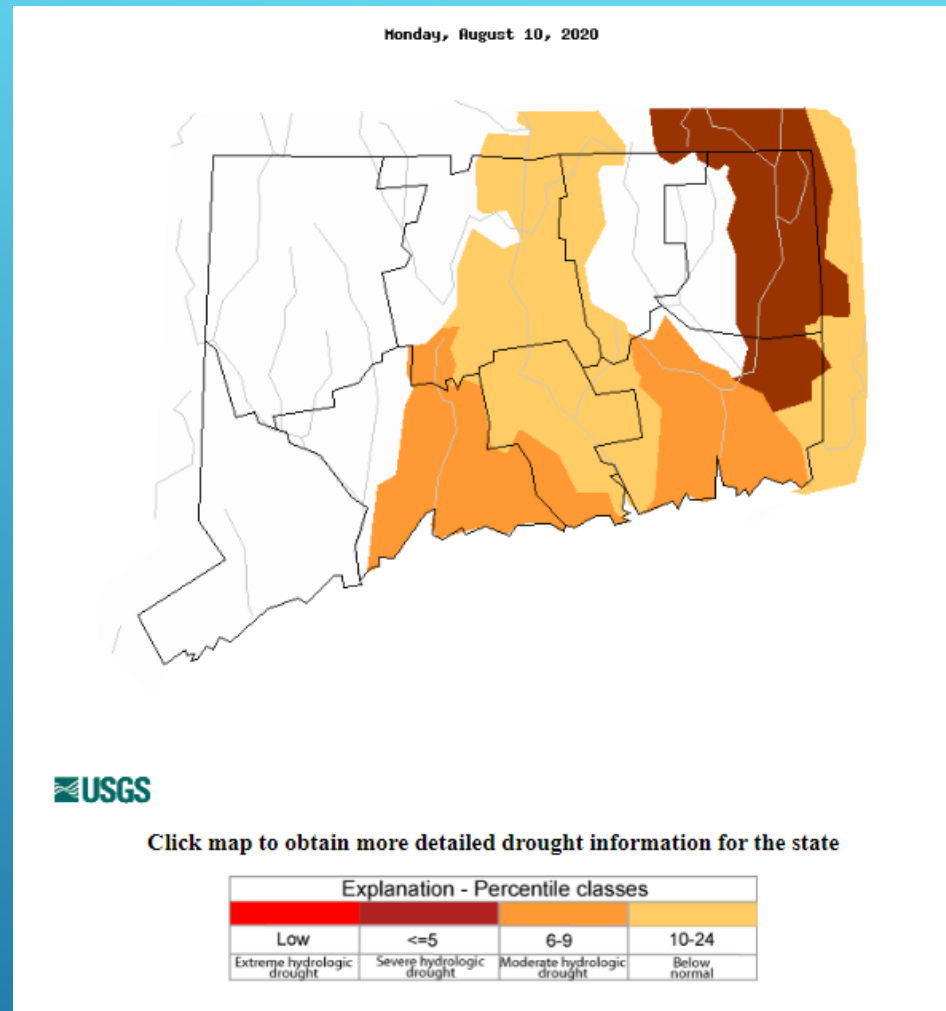 Monday, August 10, 2020
USGS
Click map to obtain more detailed drought information for the state
Explanation - Percentile classes
Low <=5 6-9 10-24
Extreme hydrologic drought Severe hydrologic drought Moderate hydrologic drought Below normal